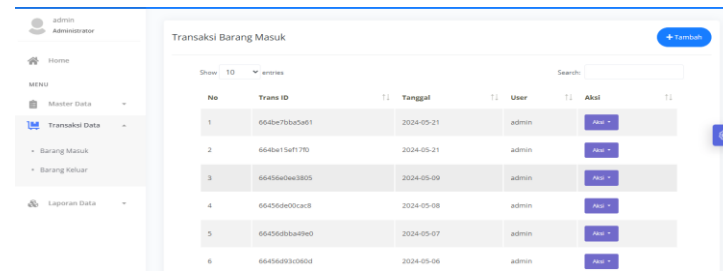 admin
Administrator
Home
MENU
Master Data
Transaksi Data
Barang Masuk
Barang Keluar
Laporan Data
Transaksi Barang Masuk
+ Tambah
Show 10 entries
Search:
No Trans ID Tanggal User Aksi
1 664be7bba5a61 2024-05-21 admin Aksi
2 664be15ef17f0 2024-05-21 admin Aksi
3 66456e0ee3805 2024-05-09 admin Aksi
4 66456de00cac8 2024-05-08 admin Aksi
5 66456dbba49e0 2024-05-07 admin Aksi
6 66456d93c080d 2024-05-06 admin Aksi